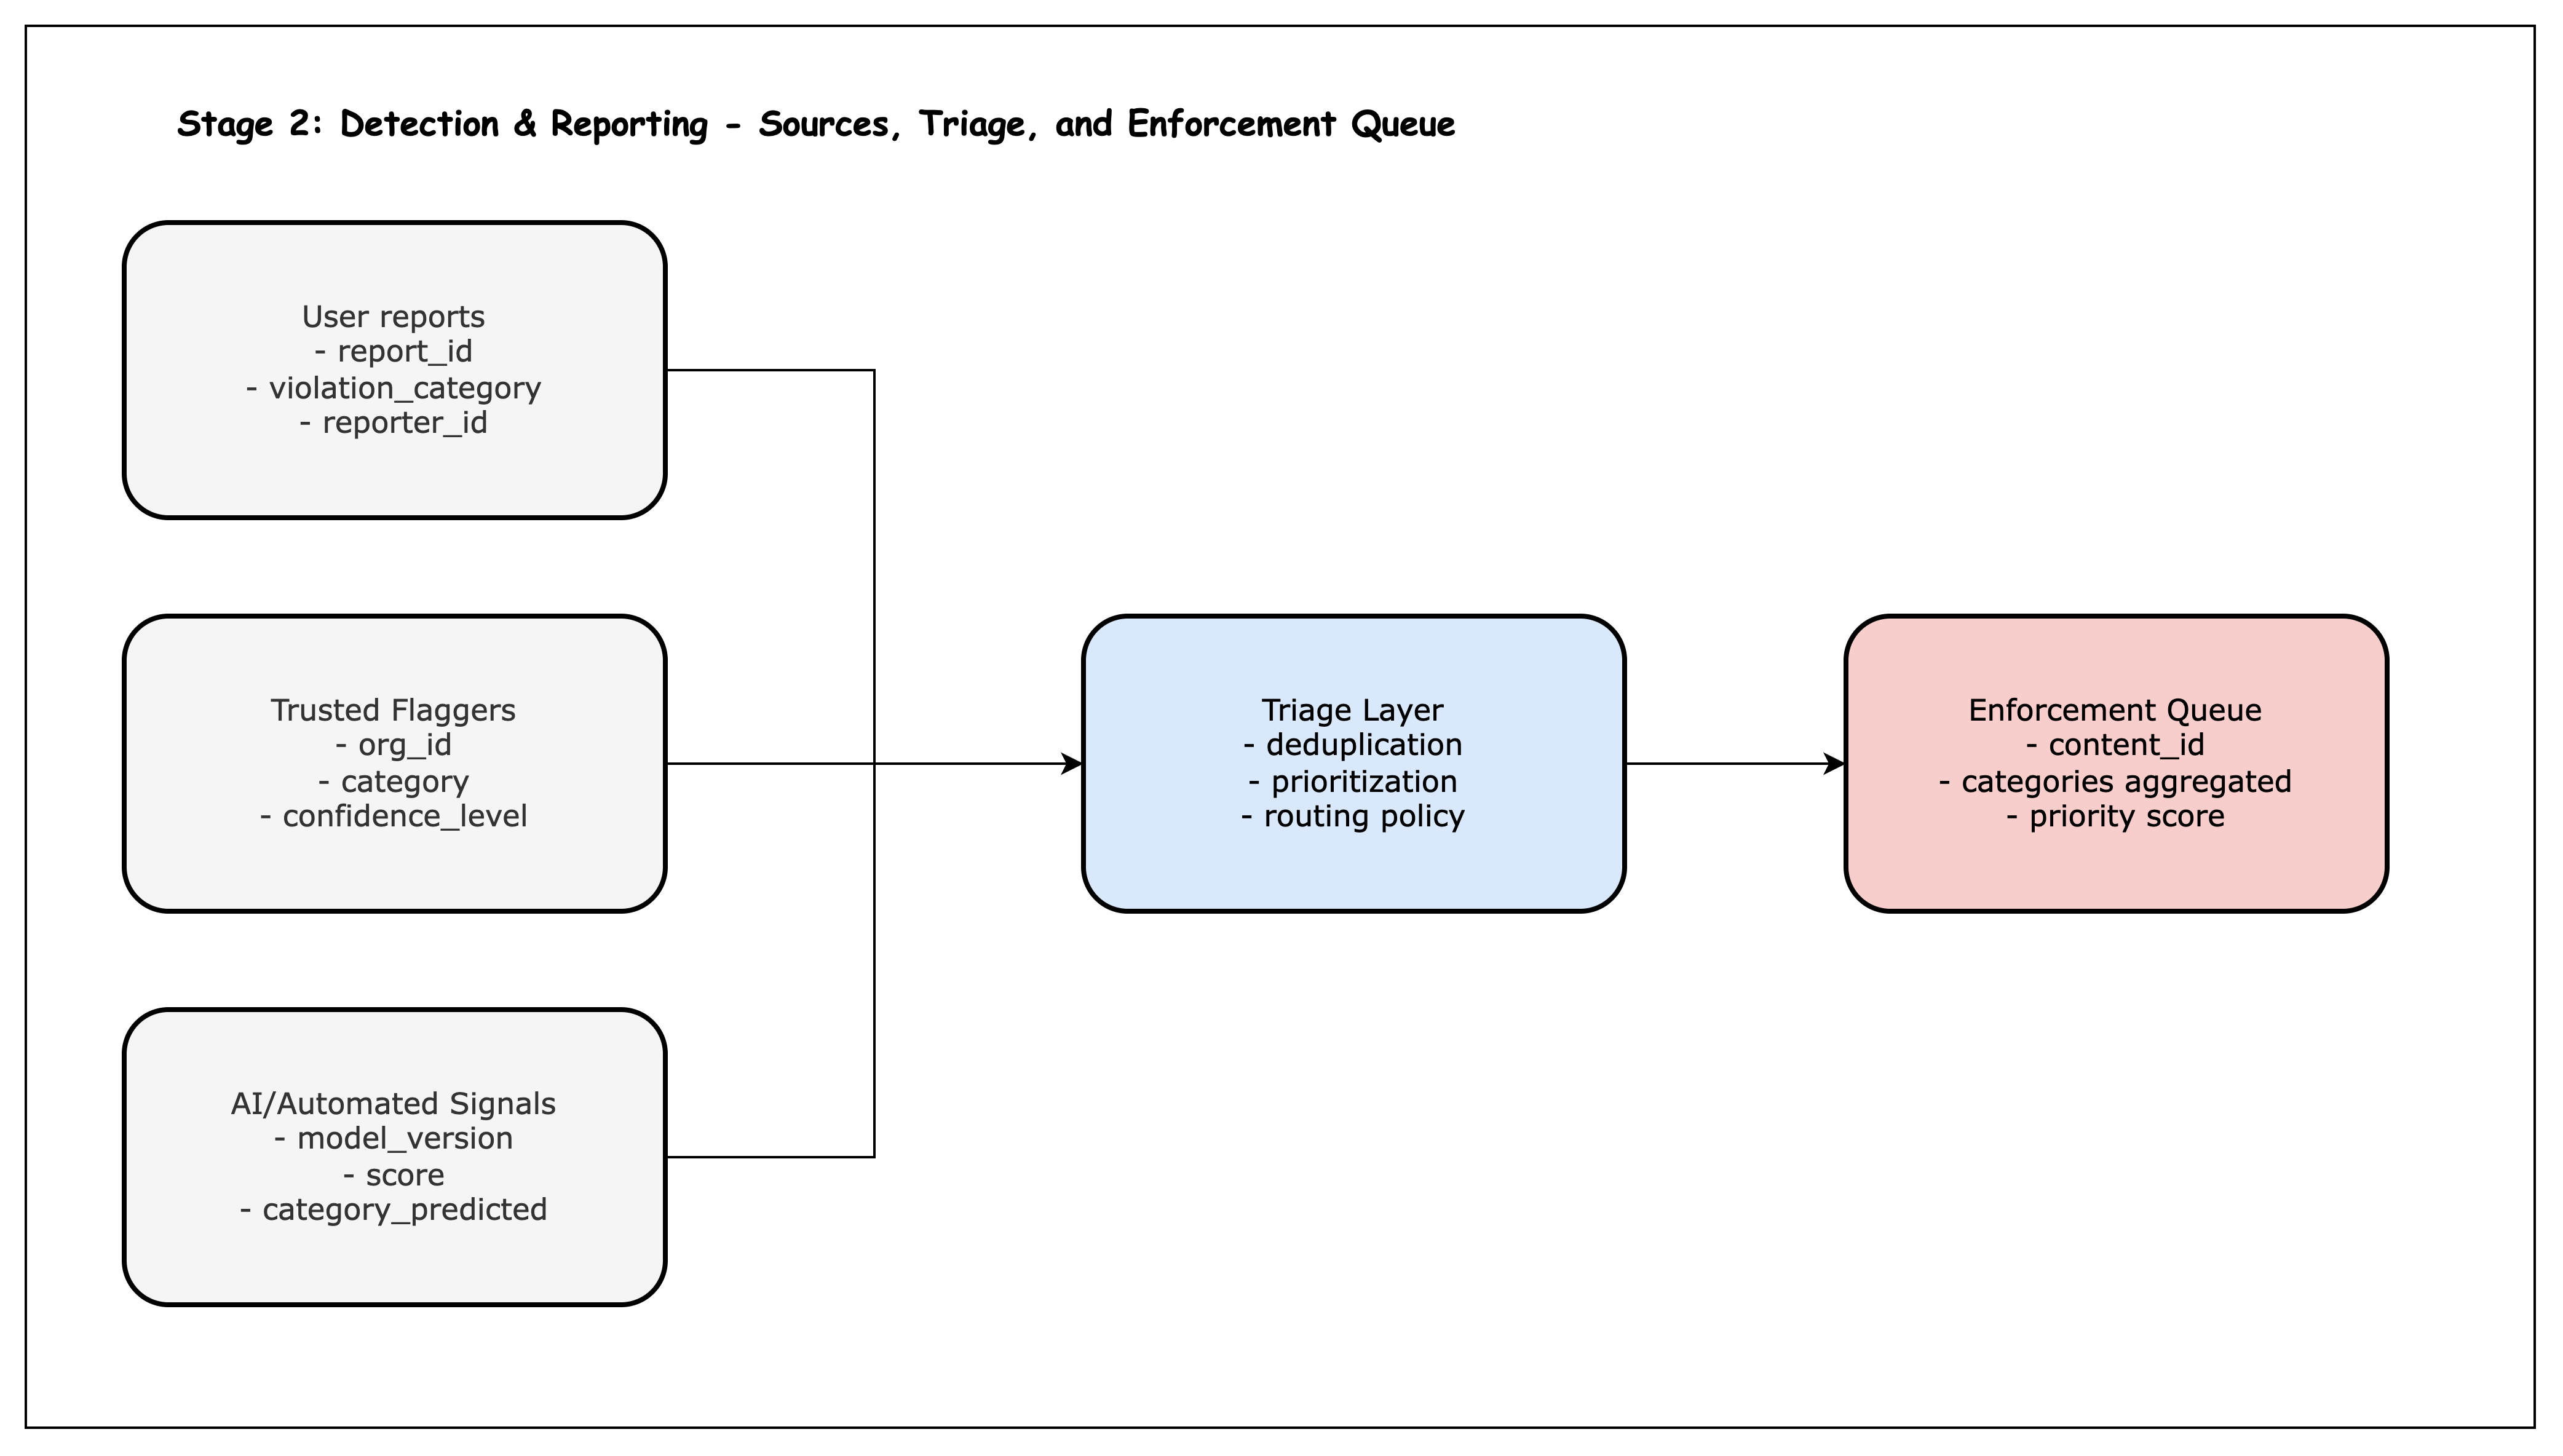 Stage 2: Detection & Reporting - Sources, Triage, and Enforcement Queue
User reports
- report_id
- violation_category
- reporter_id
Trusted Flaggers
- org_id
- category
- confidence_level
AI/Automated Signals
- model_version
- score
- category_predicted
Triage Layer
- deduplication
- prioritization
- routing policy
Enforcement Queue
- content_id
- categories aggregated
- priority score